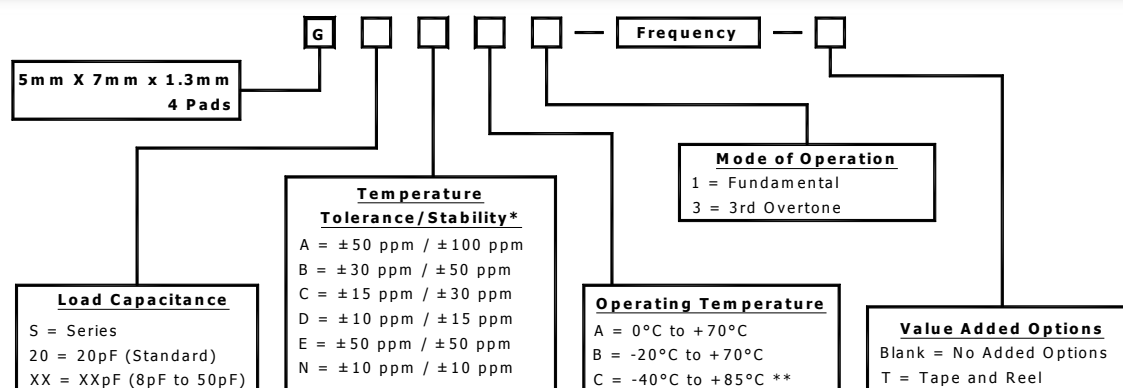 G
Frequency
5mm X 7mm x 1.3mm
4 Pads
Mode of Operation
1 = Fundamental
3 = 3rd Overtone
Temperature
Tolerance/Stability*
A = ±50 ppm / ±100 ppm
B = ±30 ppm / ±50 ppm
C = ±15 ppm / ±30 ppm
D = ±10 ppm / ±15 ppm
E = ±50 ppm / ±50 ppm
N = ±10 ppm / ±10 ppm
Load Capacitance
S = Series
20 = 20pF (Standard)
XX = XXpF (8pF to 50pF)
Operating Temperature
A = 0°C to +70°C
B = -20°C to +70°C
C = -40°C to +85°C **
Value Added Options
Blank = No Added Options
T = Tape and Reel